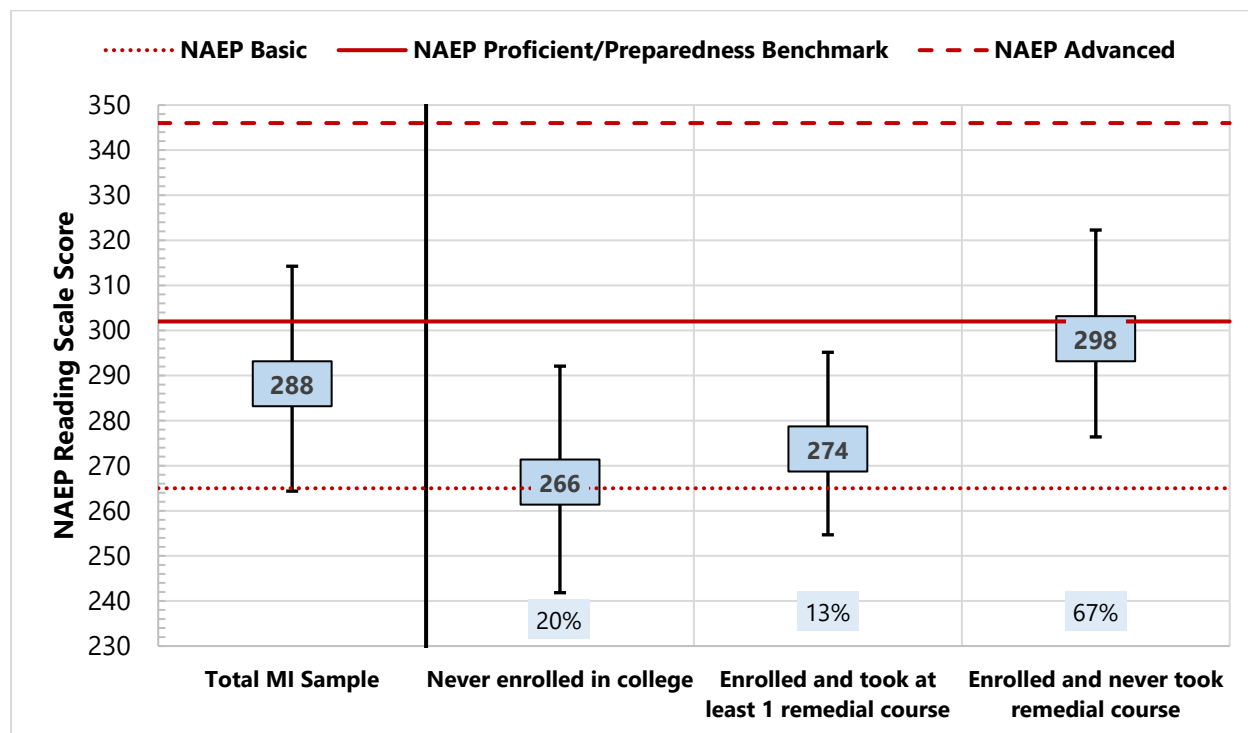 NAEP Basic NAEP Proficient/Preparedness Benchmark NAEP Advanced
NAEP Reading Scale Score
350
340
330
320
310
300
290
280
270
260
250
240
230
288
266
274
298
20%
13%
67%
Total MI Sample
Never enrolled in college
Enrolled and took at
least 1 remedial course
Enrolled and never took
remedial course